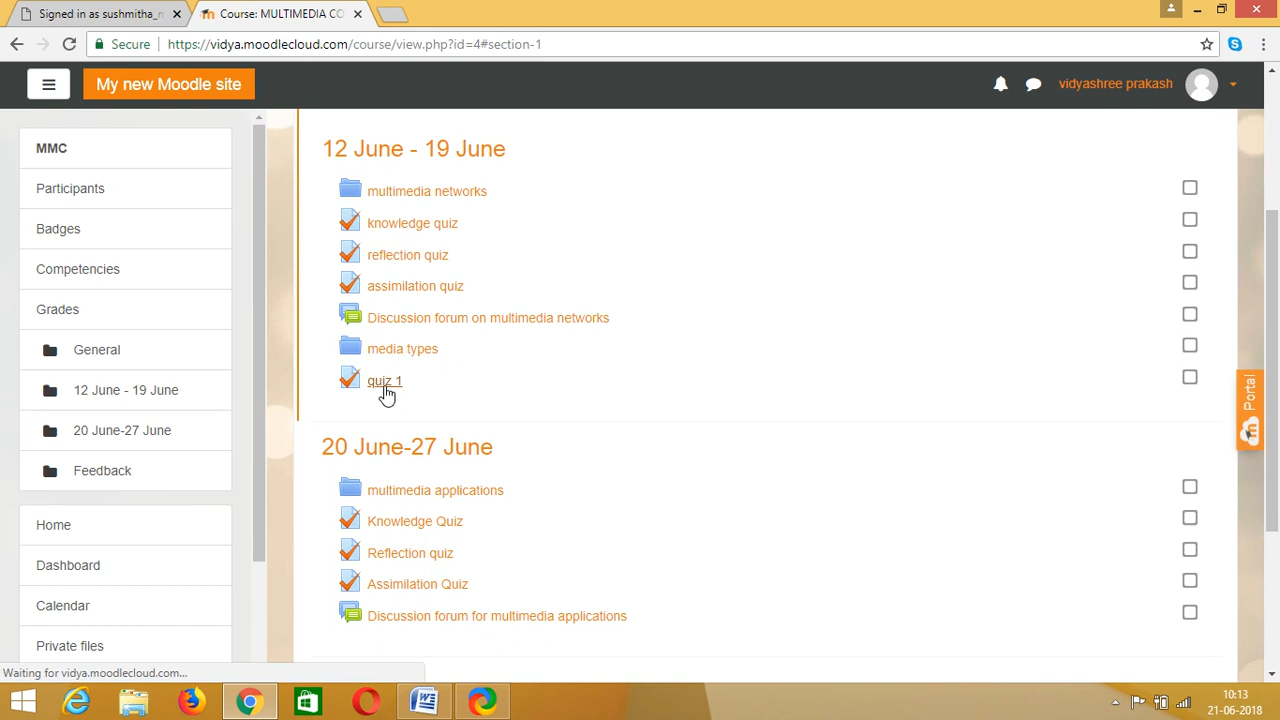 Signed in as sushmitha_
Course: MULTIMEDIA CO
Secure
https://vidya.moodlecloud.com/course/view.php?id=4#section-1
My new Moodle site
vidyashree prakash
MMC
Participants
Badges
Competencies
Grades
General
12 June - 19 June
20 June-27 June
Feedback
Home
Dashboard
Calendar
Private files
12 June - 19 June
multimedia networks
knowledge quiz
reflection quiz
assimilation quiz
Discussion forum on multimedia networks
media types
quiz 1
20 June-27 June
multimedia applications
Knowledge Quiz
Reflection quiz
Assimilation Quiz
Discussion forum for multimedia applications
Portal
Waiting for vidya.moodlecloud.com...
10:13
21-06-2018